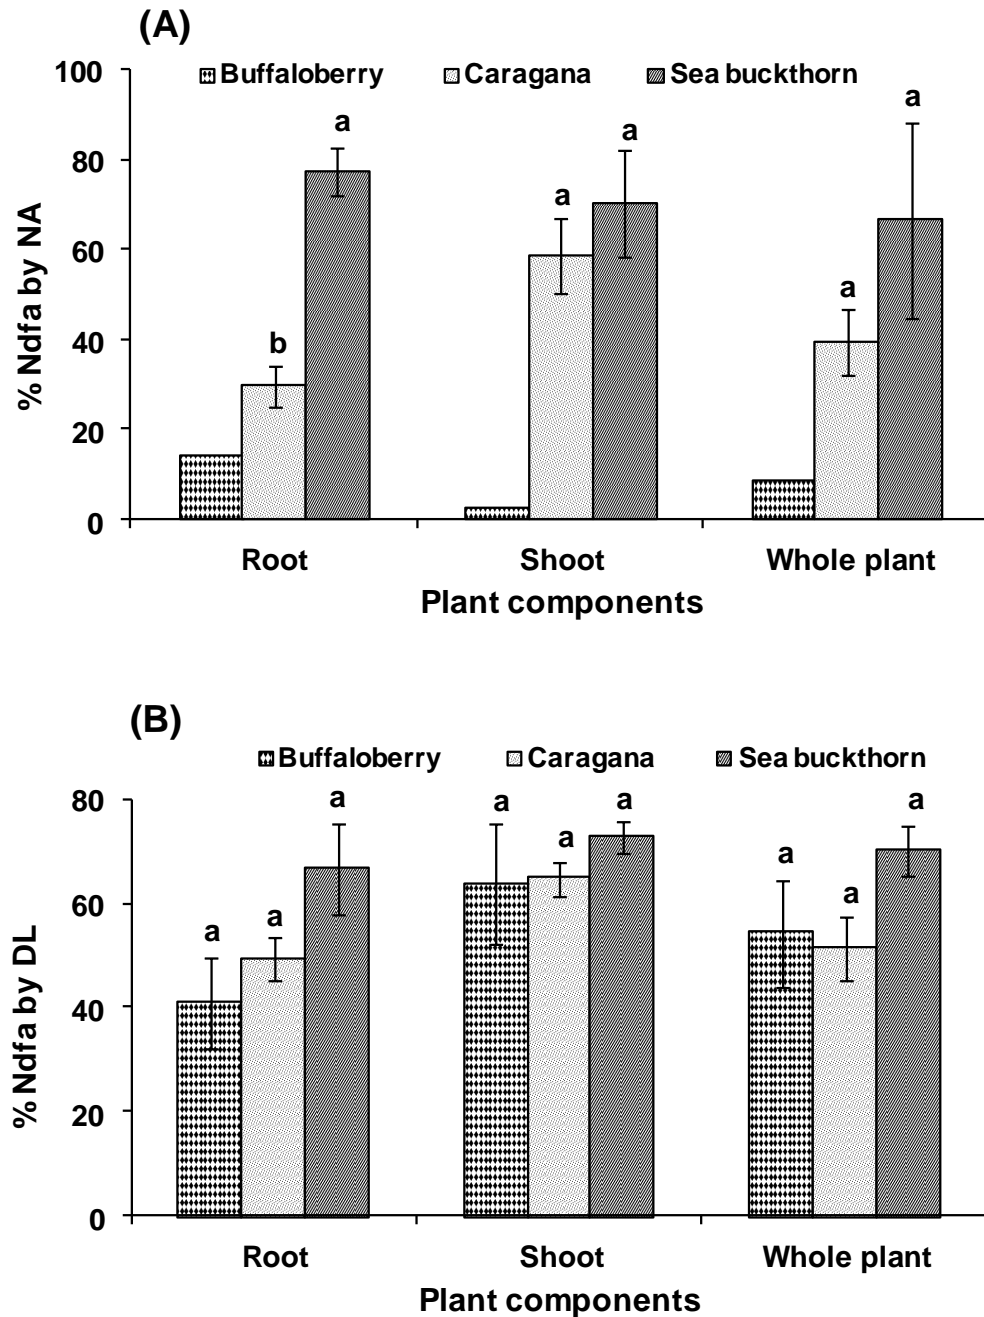 (A)
100 Buffaloberry Caragana Sea buckthorn
a
a a
80 a
60
a
40
b
20
0
% Ndfa by NA
Root Shoot Whole plant
Plant components
(B)
Buffaloberry Caragana Sea buckthorn
80 a a a a
a
a
60
a a
a
40
20
0
% Ndfa by DL
Root Shoot Whole plant
Plant components